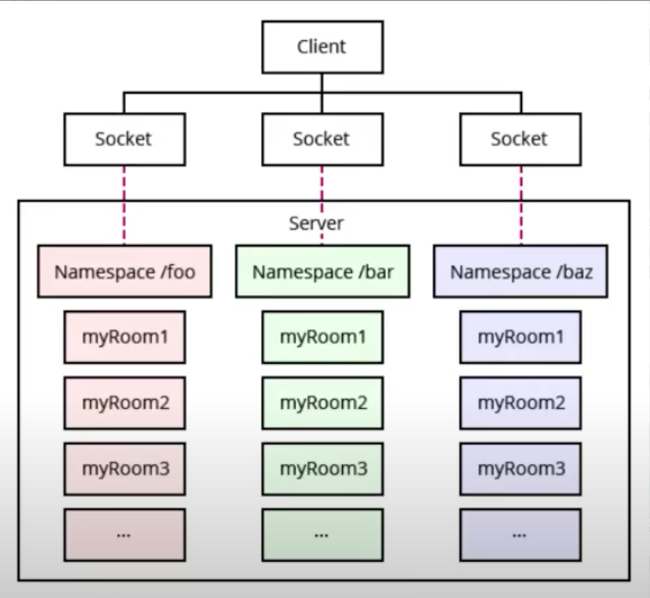 Client
Socket
Socket
Socket
Server
Namespace /foo
Namespace /bar
Namespace /baz
myRoom1
myRoom1
myRoom1
myRoom2
myRoom2
myRoom2
myRoom3
myRoom3
myRoom3
...
...
...